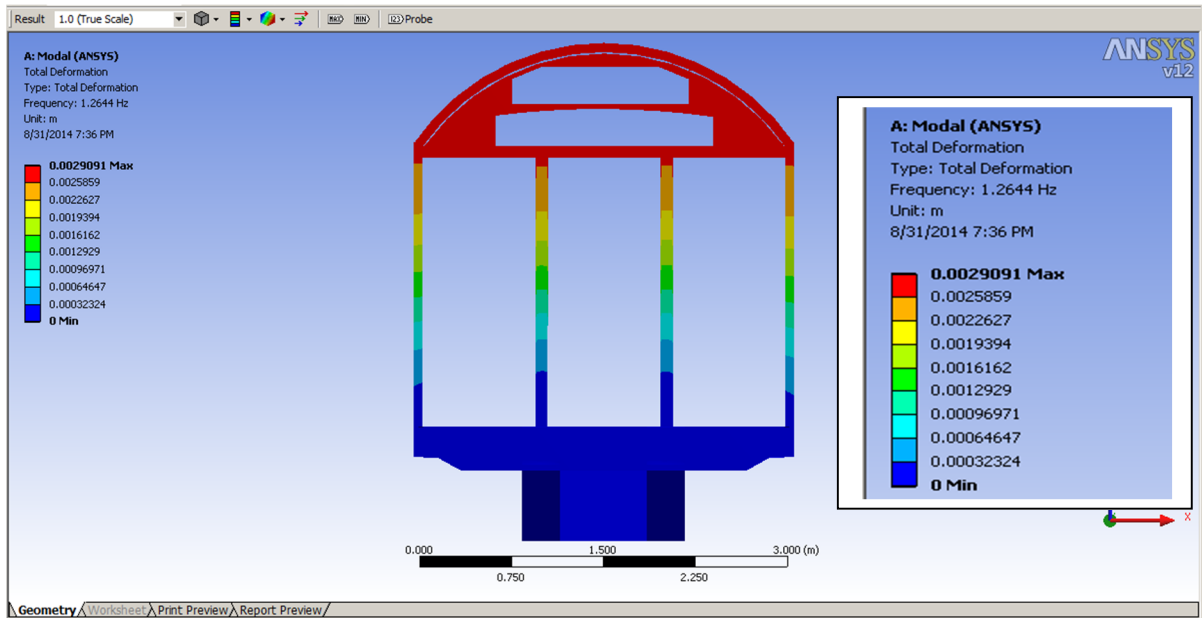 Result 1.0 (True Scale) MAX MIN 123 Probe
A: Modal (ANSYS)
Total Deformation
Type: Total Deformation
Frequency: 1.2644 Hz
Unit: m
8/31/2014 7:36 PM
0.0029091 Max
0.0025859
0.0022627
0.0019394
0.0016162
0.0012929
0.00096971
0.00064647
0.00032324
0 Min
ANSYS
v12
A: Modal (ANSYS)
Total Deformation
Type: Total Deformation
Frequency: 1.2644 Hz
Unit: m
8/31/2014 7:36 PM
0.0029091 Max
0.0025859
0.0022627
0.0019394
0.0016162
0.0012929
0.00096971
0.00064647
0.00032324
0 Min
X
0.000 1.500 3.000 (m)
0.750 2.250
Geometry Worksheet Print Preview Report Preview